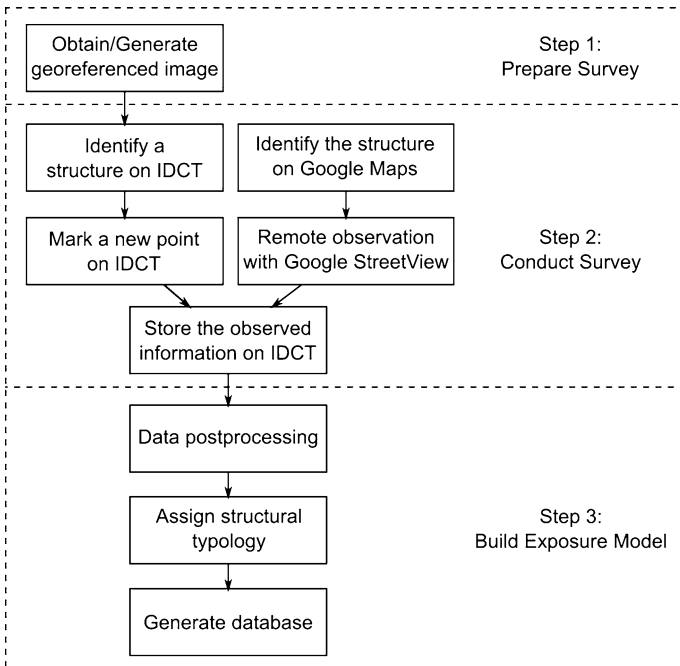 Obtain/Generate
georeferenced image
Step 1:
Prepare Survey
Identify a
structure on IDCT
Identify the structure
on Google Maps
Mark a new point
on IDCT
Remote observation
with Google StreetView
Step 2:
Conduct Survey
Store the observed
information on IDCT
Data postprocessing
Assign structural
typology
Step 3:
Build Exposure Model
Generate database